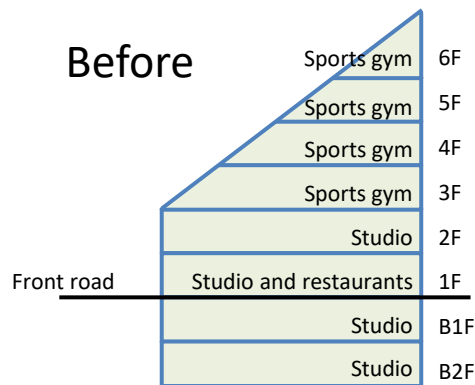 Before
Sports gym 6F
Sports gym 5F
Sports gym 4F
Sports gym 3F
Studio 2F
Front road Studio and restaurants 1F
Studio B1F
Studio B2F